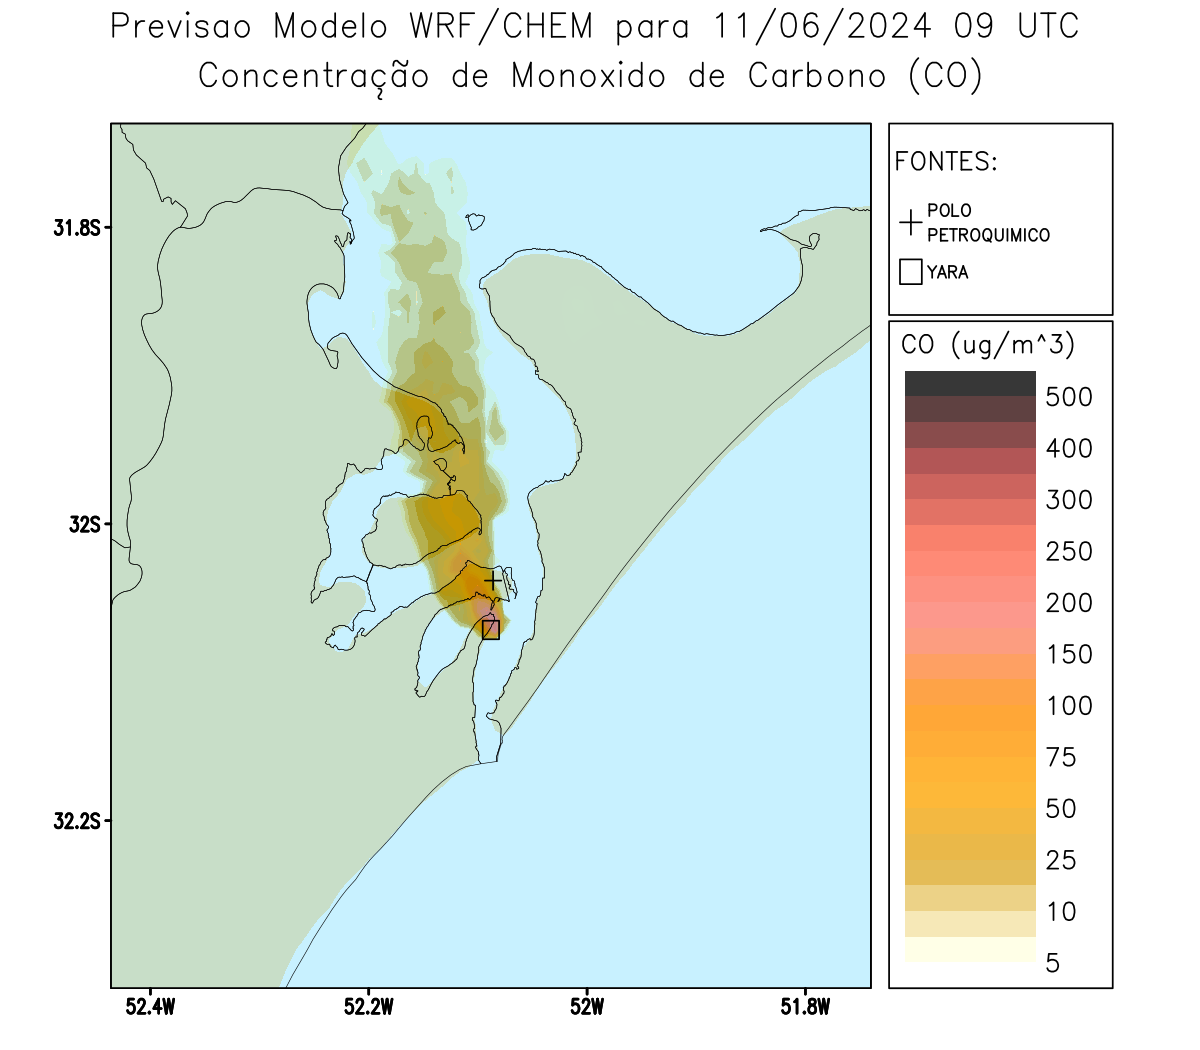 Previsao Modelo WRF/CHEM para 11/06/2024 09 UTC
Concentração de Monoxido de Carbono (CO)
FONTES:
POLO
PETROQUIMICO
YARA
CO (ug/m^3)
500
400
300
250
200
150
100
75
50
25
10
5
31.8S
32S
32.2S
52.4W
52.2W
52W
51.8W